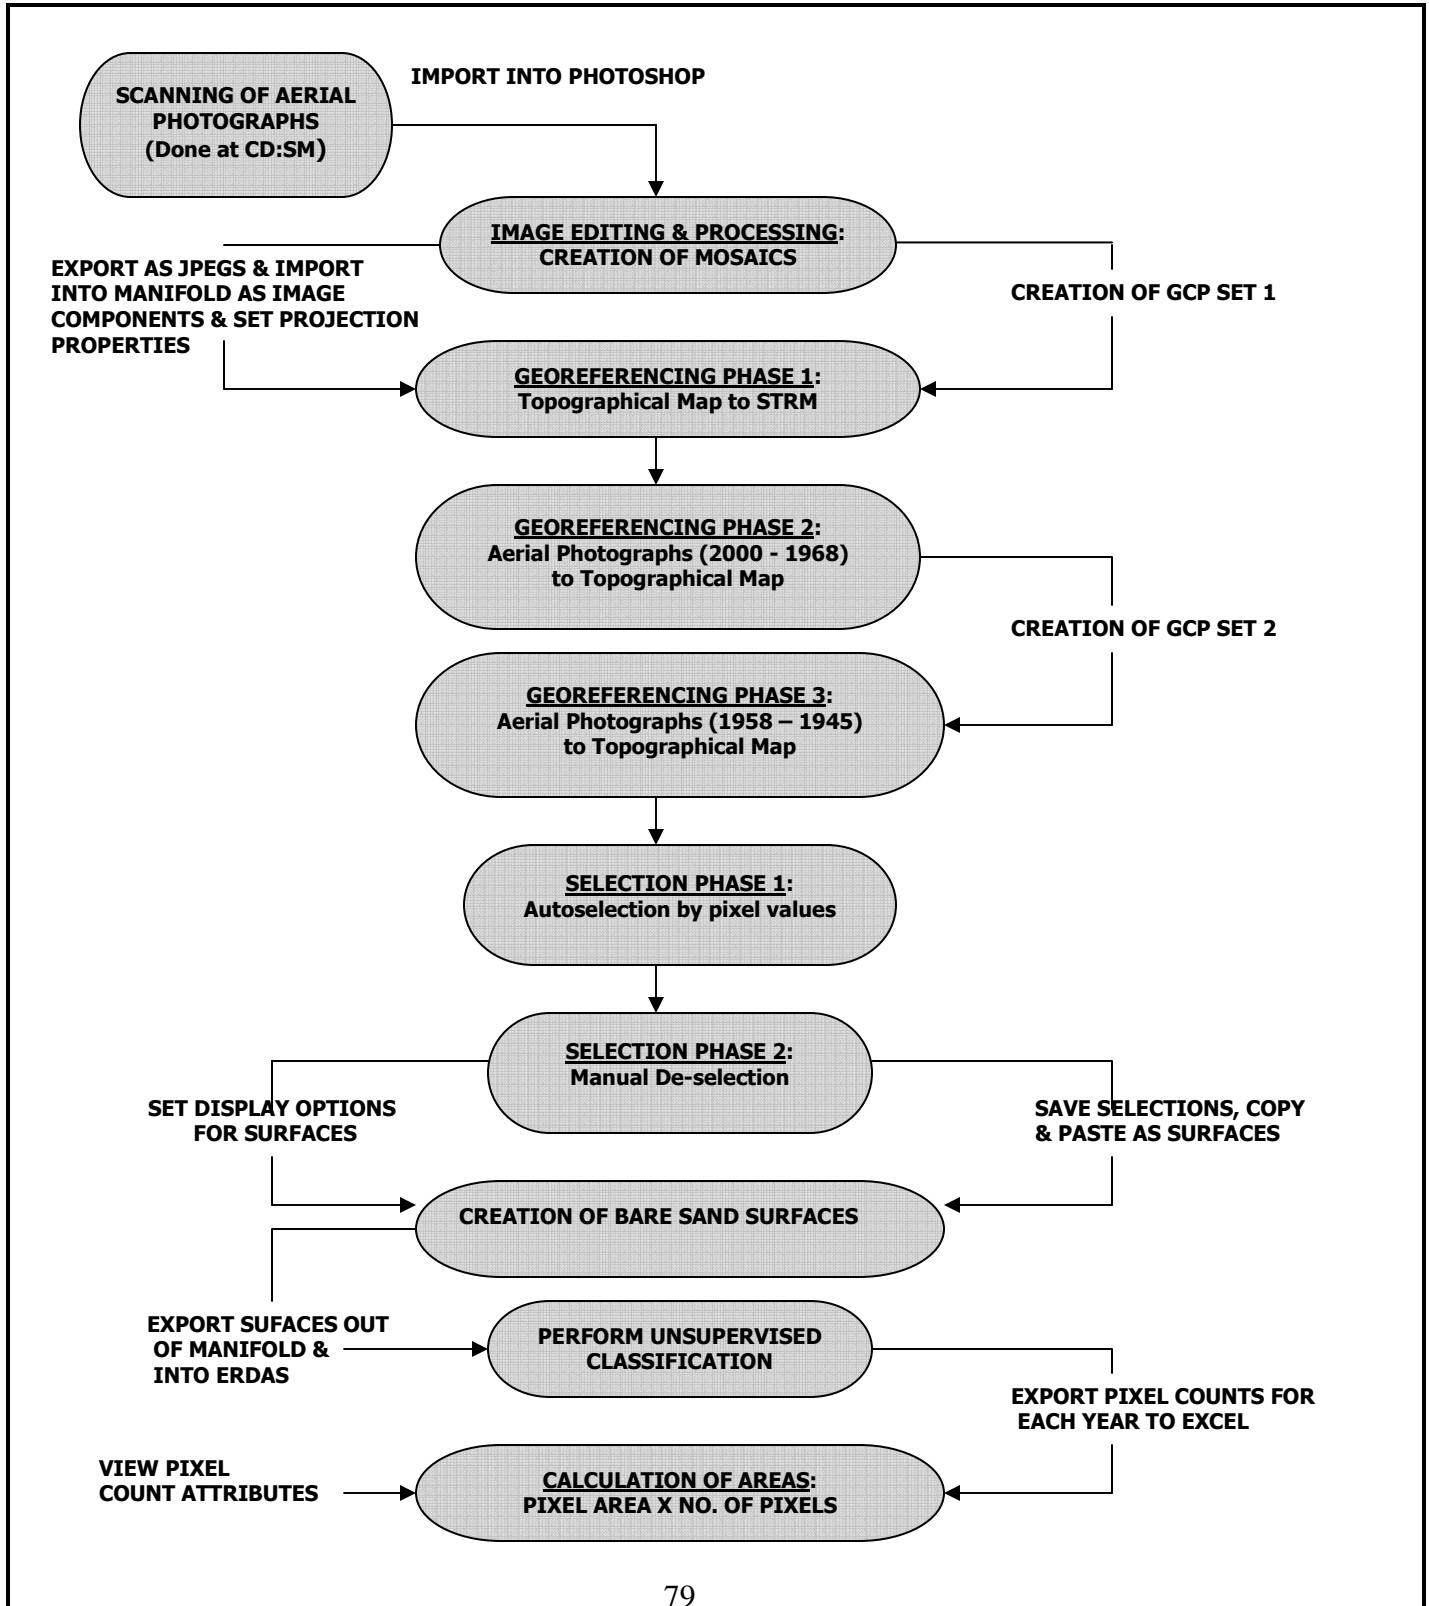 SCANNING OF AERIAL
PHOTOGRAPHS
(Done at CD:SM)
IMPORT INTO PHOTOSHOP
IMAGE EDITING & PROCESSING:
CREATION OF MOSAICS
EXPORT AS JPEGS & IMPORT
INTO MANIFOLD AS IMAGE
COMPONENTS & SET PROJECTION
PROPERTIES
CREATION OF GCP SET 1
GEOREFERENCING PHASE 1:
Topographical Map to STRM
GEOREFERENCING PHASE 2:
Aerial Photographs (2000 - 1968)
to Topographical Map
CREATION OF GCP SET 2
GEOREFERENCING PHASE 3:
Aerial Photographs (1958 – 1945)
to Topographical Map
SELECTION PHASE 1:
Autoselection by pixel values
SELECTION PHASE 2:
Manual De-selection
SET DISPLAY OPTIONS
FOR SURFACES
SAVE SELECTIONS, COPY
& PASTE AS SURFACES
CREATION OF BARE SAND SURFACES
EXPORT SUFACES OUT
OF MANIFOLD &
INTO ERDAS
PERFORM UNSUPERVISED
CLASSIFICATION
EXPORT PIXEL COUNTS FOR
EACH YEAR TO EXCEL
VIEW PIXEL
COUNT ATTRIBUTES
CALCULATION OF AREAS:
PIXEL AREA X NO. OF PIXELS
79